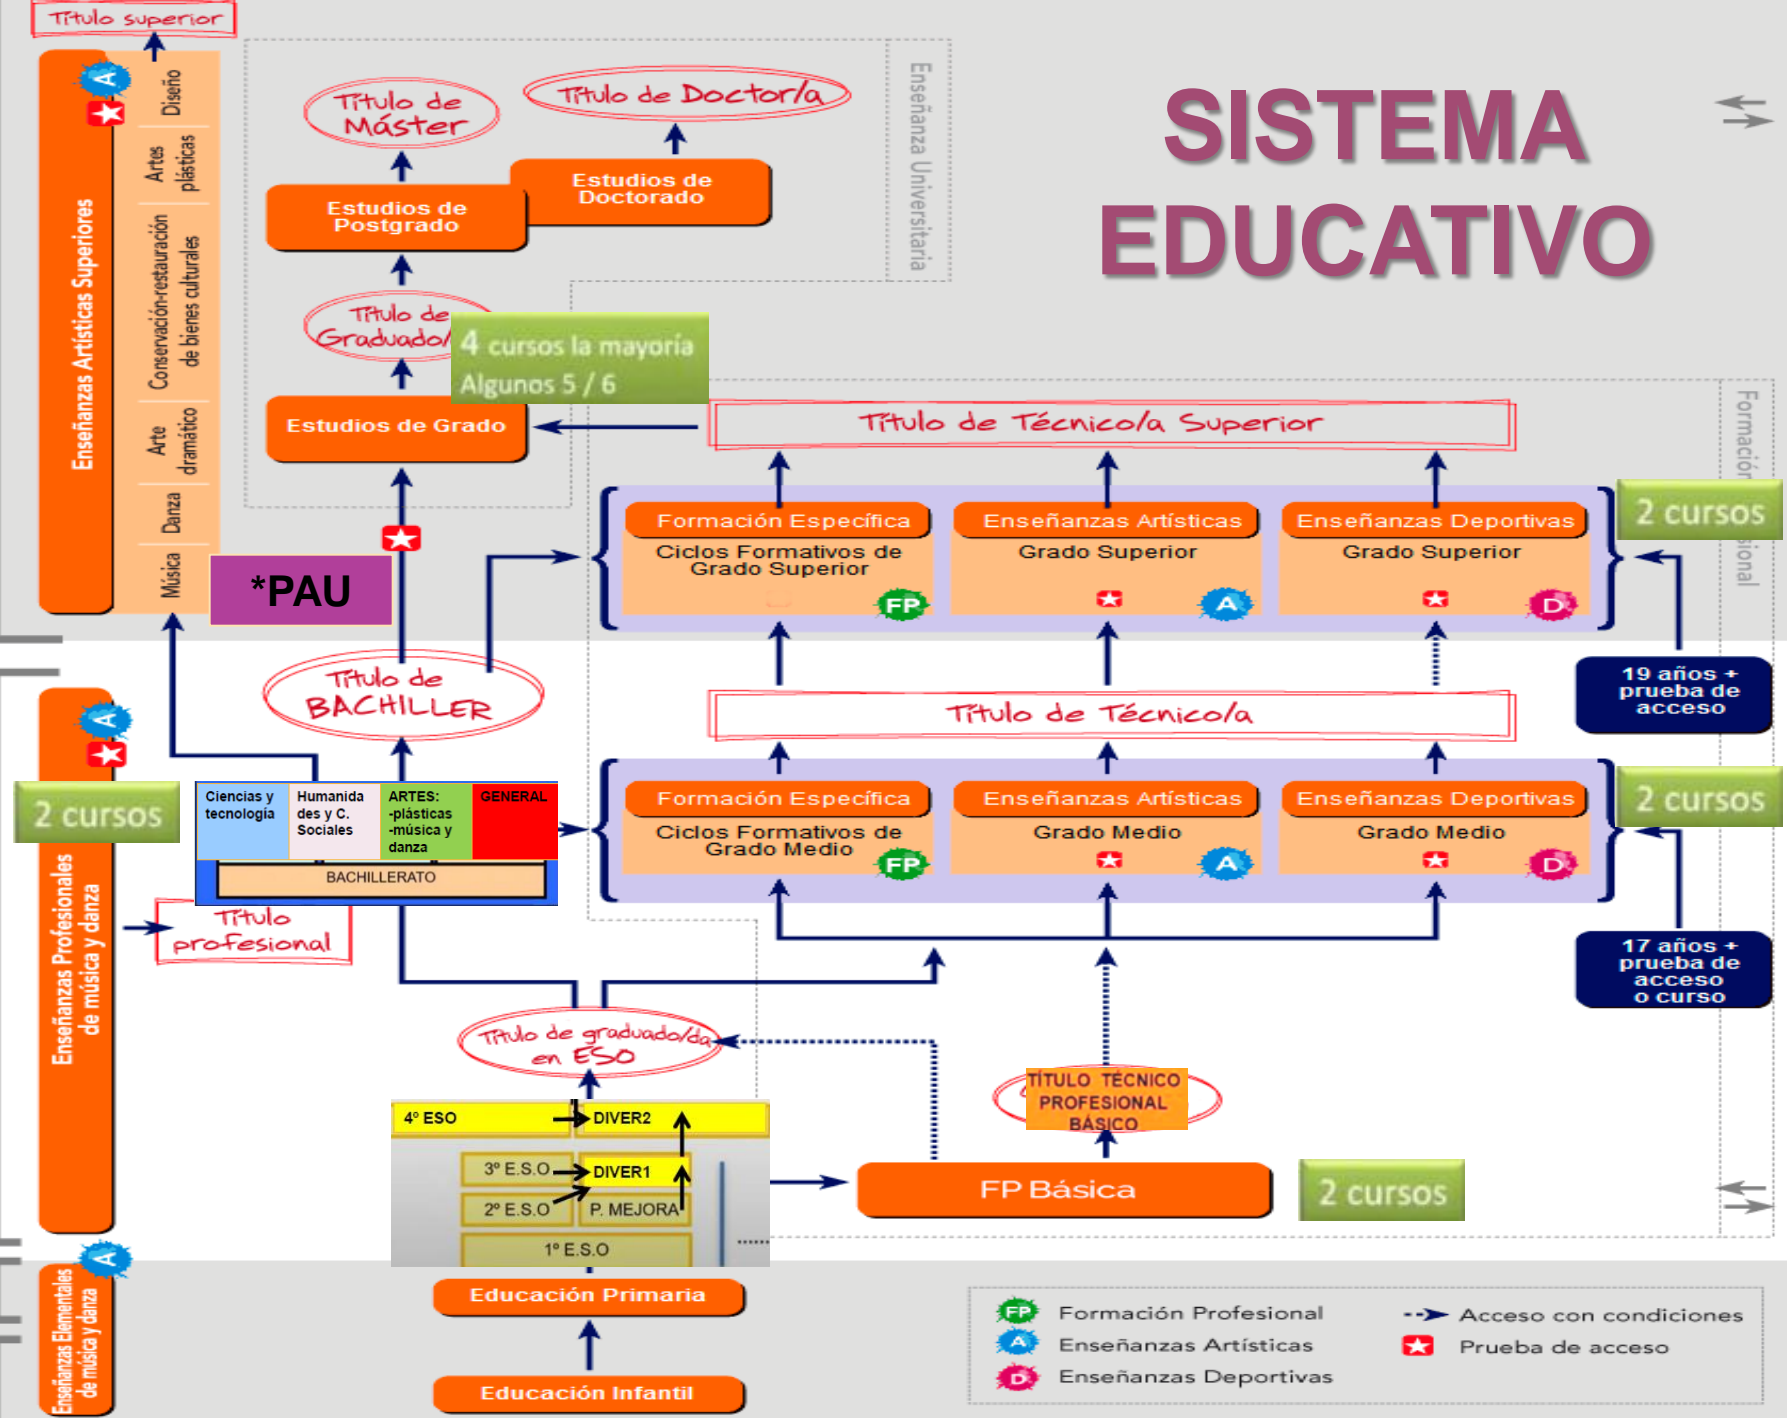 Título superior
SISTEMA
EDUCATIVO
Enseñanzas Artísticas Superiores
A
Diseño
Artes
plásticas
Conservación-restauración
de bienes culturales
Arte
dramático
Danza
Música
Título de
Máster
Título de Doctor/a
Enseñanza Universitaria
Estudios de
Doctorado
Estudios de
Postgrado
Título de
Graduado/
4 cursos la mayoría
Algunos 5 / 6
Estudios de Grado
Título de Técnico/a Superior
Formación
sional
2 cursos
Formación Específica
Ciclos Formativos de
Grado Superior
FP
Enseñanzas Artísticas
Grado Superior
A
Enseñanzas Deportivas
Grado Superior
D
*PAU
Título de
BACHILLER
19 años +
prueba de
acceso
Título de Técnico/a
A
2 cursos
Enseñanzas Profesionales
de música y danza
Ciencias y
tecnología
Humanida
des y C.
Sociales
ARTES:
-plásticas
-música y
danza
GENERAL
BACHILLERATO
Formación Específica
Ciclos Formativos de
Grado Medio
FP
Enseñanzas Artísticas
Grado Medio
A
Enseñanzas Deportivas
Grado Medio
D
2 cursos
Título
profesional
17 años +
prueba de
acceso
o curso
Título de graduado/da
en ESO
TÍTULO TÉCNICO
PROFESIONAL
BÁSICO
4º ESO
DIVER2
3º E.S.O
DIVER1
2º E.S.O
P. MEJORA
1º E.S.O
FP Básica
2 cursos
A
Enseñanzas Elementales
de música y danza
Educación Primaria
Educación Infantil
FP Formación Profesional
A Enseñanzas Artísticas
D Enseñanzas Deportivas
Acceso con condiciones
Prueba de acceso